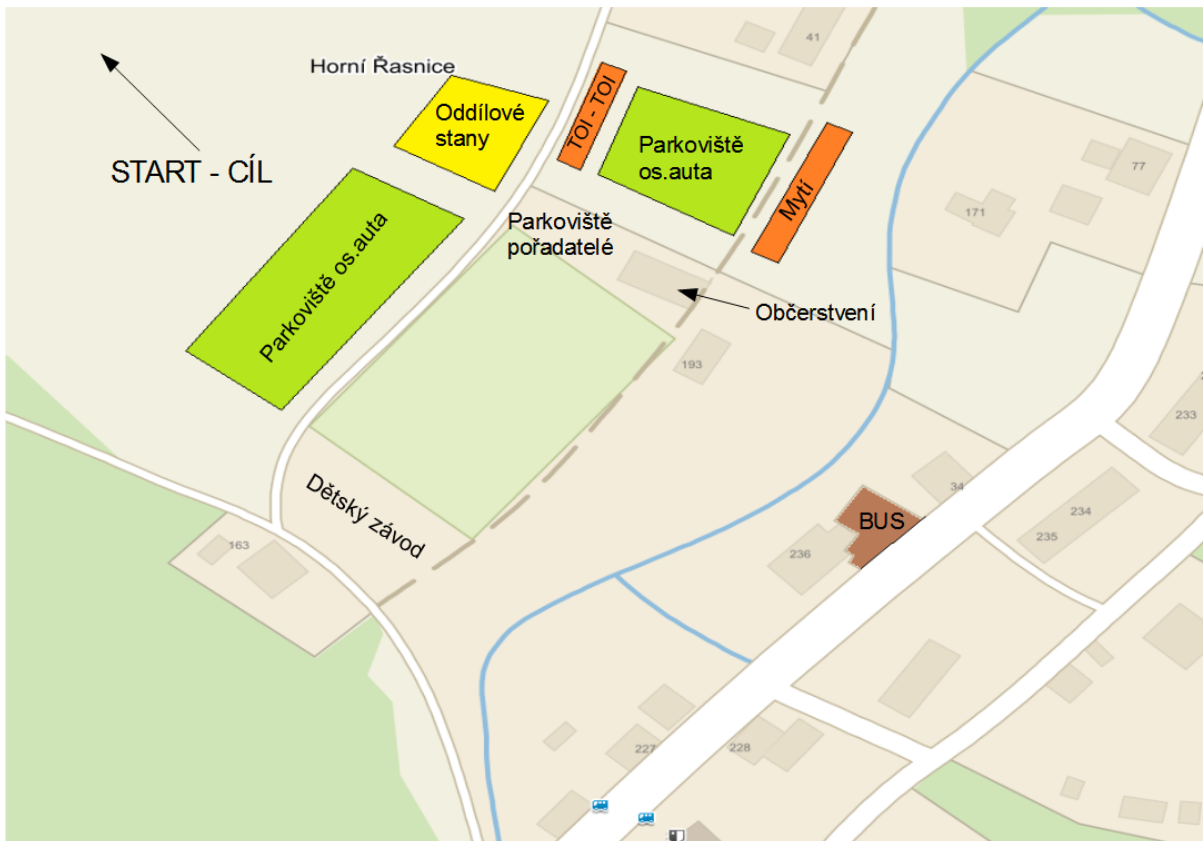 41
Horní Řasnice
Oddílové
stany
TOI - TOI
Parkoviště
os.auta
START - CÍL
Mytí
77
171
Parkoviště os.auta
Parkoviště
pořadatelé
Občerstvení
193
233
Dětský závod
34
234
BUS
235
236
163
227
228